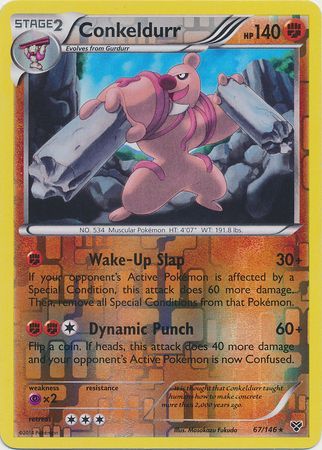 STAGE2
Conkeldurr
HP140
Evolves from Gurdurr
NO. 534 Muscular Pokémon HT: 4'07" WT: 191.8 lbs.
Wake-Up Slap 30+
If your opponent's Active Pokémon is affected by a
Special Condition, this attack does 60 more damage.
Then, remove all Special Conditions from that Pokémon.
Dynamic Punch 60+
Flip a coin. If heads, this attack does 40 more damage
and your opponent's Active Pokémon is now Confused.
weakness resistance
×2
retreat
It is thought that Conkeldurr taught
humans how to make concrete
more than 2,000 years ago.
©2014 Pokémon
Illus. Masakazu Fukuda
67/146★
XY